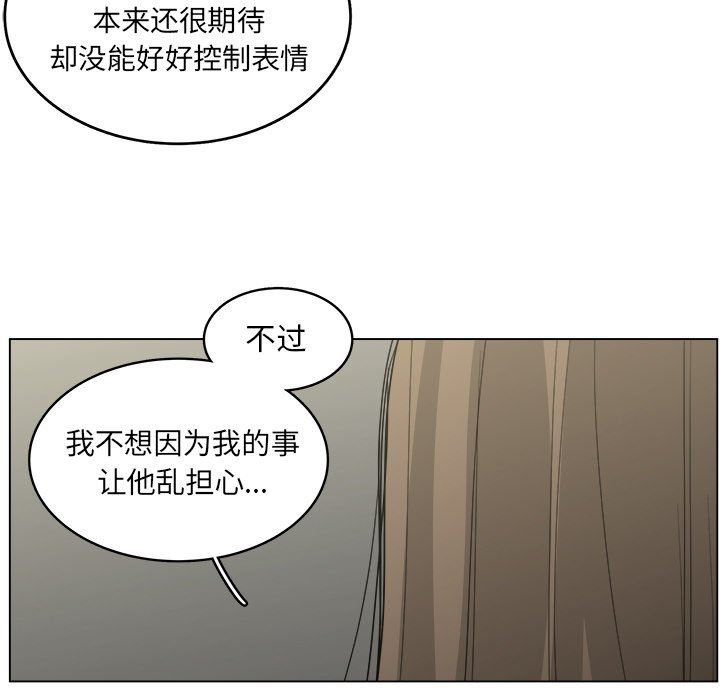 本来还很期待
却没能好好控制表情
不过
我不想因为我的事
让他乱担心...